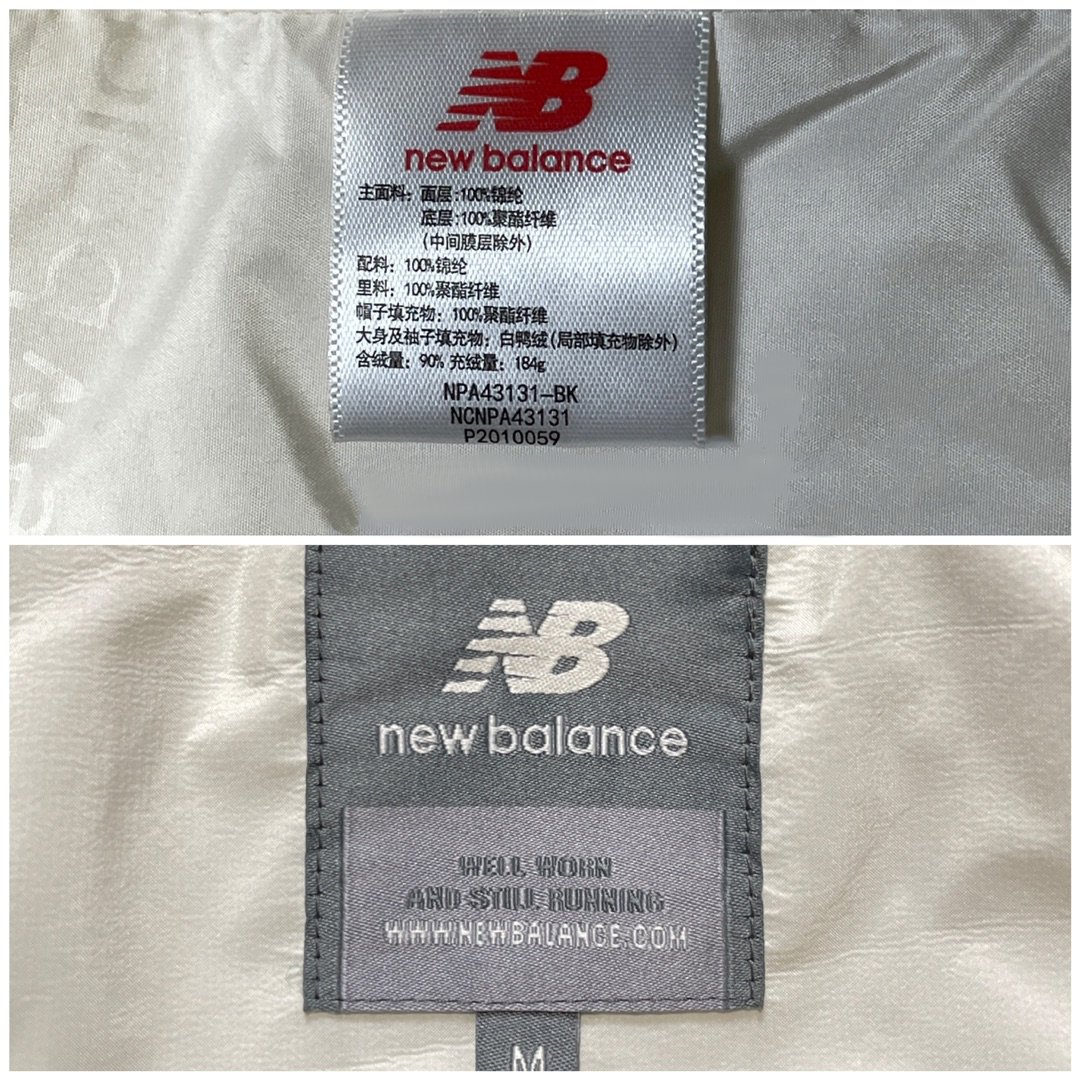 NB
new balance
主面料：面层:100%锦纶
底层:100%聚酯纤维
(中间膜层除外)
配料：100%锦纶
里料：100%聚酯纤维
帽子填充物：100%聚酯纤维
大身及袖子填充物：白鸭绒(局部填充物除外)
含绒量：90% 充绒量：184g
NPA43131-BK
NCNPA43131
P2010059
NB
new balance
WELL WORN
AND STILL RUNNING
WWW.NEWBALANCE.COM
M